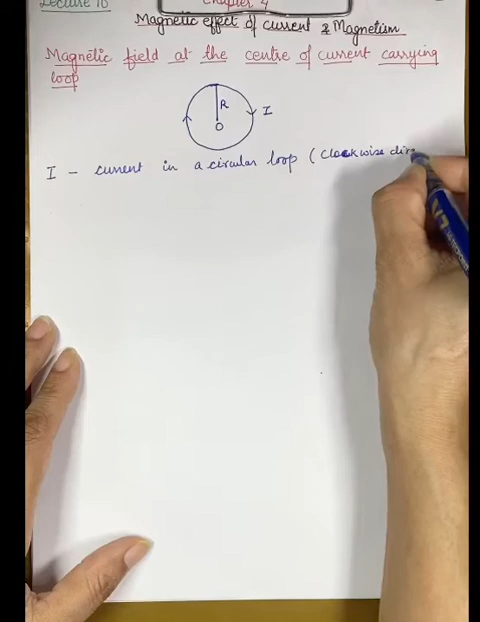 Lecture 10
Chapter 4
Magnetic effect of current & Magnetism
Magnetic field at the centre of current carrying
loop
R
I
O
I - current in a circular loop (clockwise dire